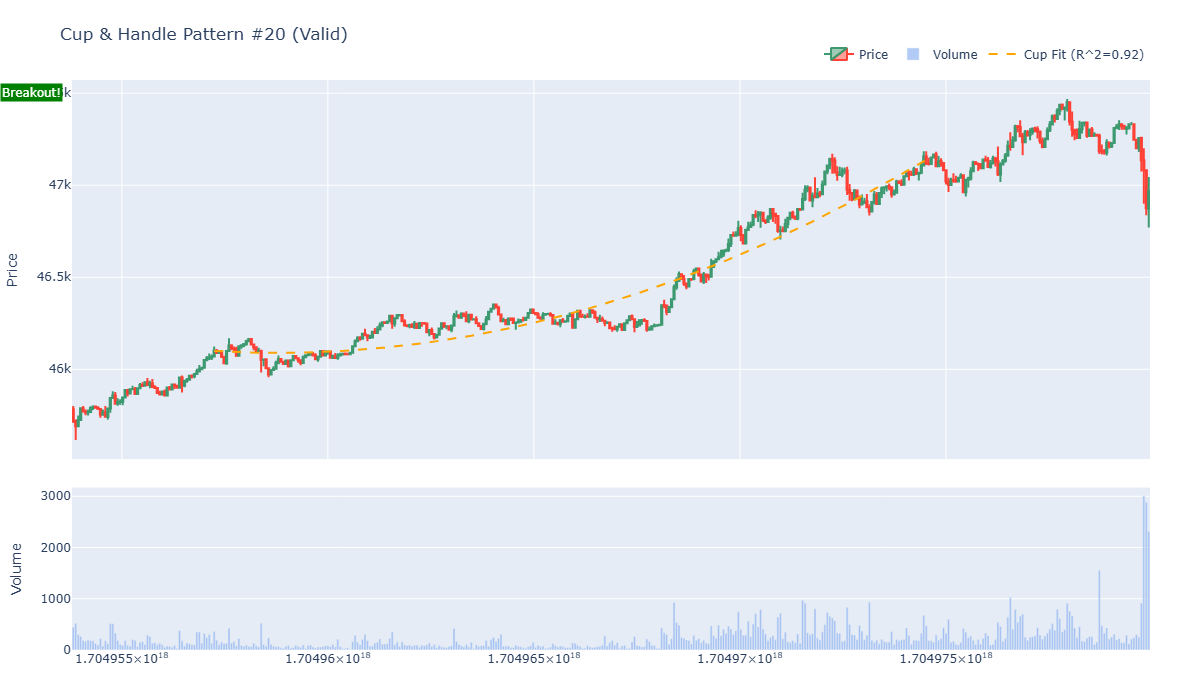 Cup & Handle Pattern #20 (Valid)
Price
Volume
Cup Fit (R^2=0.92)
Breakout!
k
47k
46.5k
46k
Price
3000
2000
1000
0
Volume
1.704955×10¹⁸
1.70496×10¹⁸
1.704965×10¹⁸
1.70497×10¹⁸
1.704975×10¹⁸